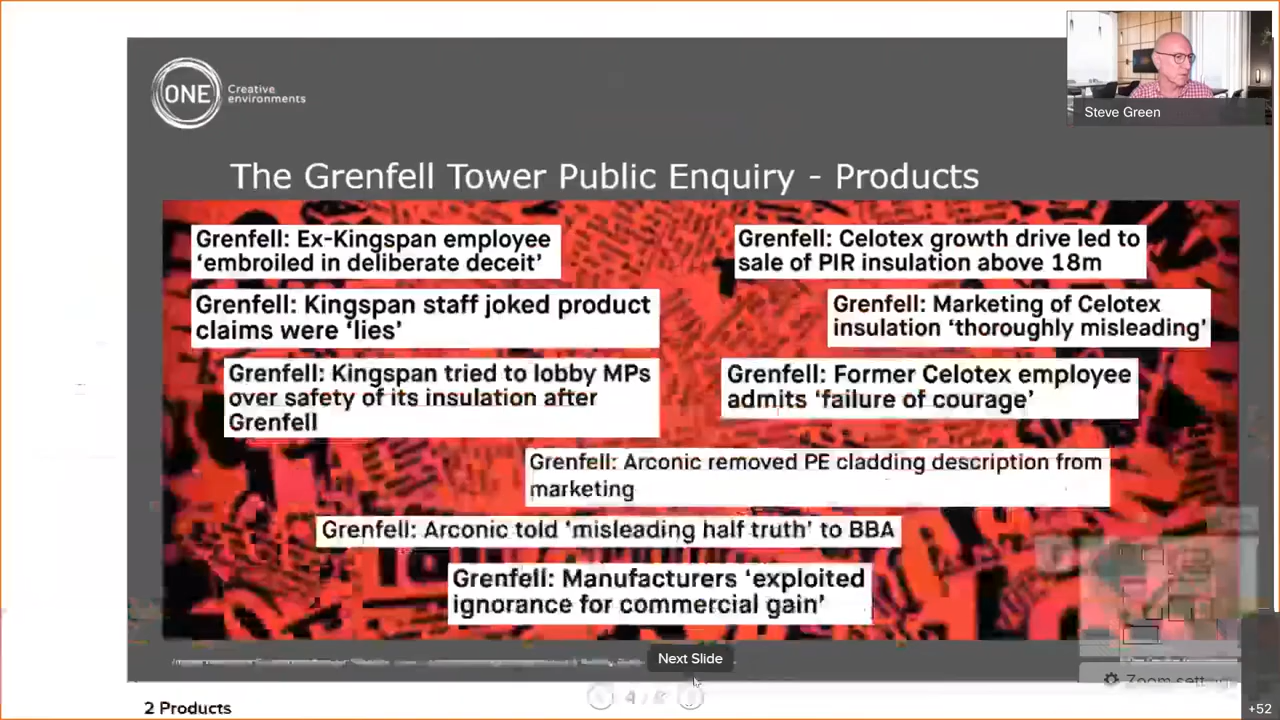 ONE
Creative
environments
Steve Green
The Grenfell Tower Public Enquiry - Products
Grenfell: Ex-Kingspan employee
‘embroiled in deliberate deceit’
Grenfell: Celotex growth drive led to
sale of PIR insulation above 18m
Grenfell: Kingspan staff joked product
claims were ‘lies’
Grenfell: Marketing of Celotex
insulation ‘thoroughly misleading’
Grenfell: Kingspan tried to lobby MPs
over safety of its insulation after
Grenfell
Grenfell: Former Celotex employee
admits ‘failure of courage’
Grenfell: Arconic removed PE cladding description from
marketing
Grenfell: Arconic told ‘misleading half truth’ to BBA
Grenfell: Manufacturers ‘exploited
ignorance for commercial gain’
Next Slide
Zoom
4 /
2 Products
+52